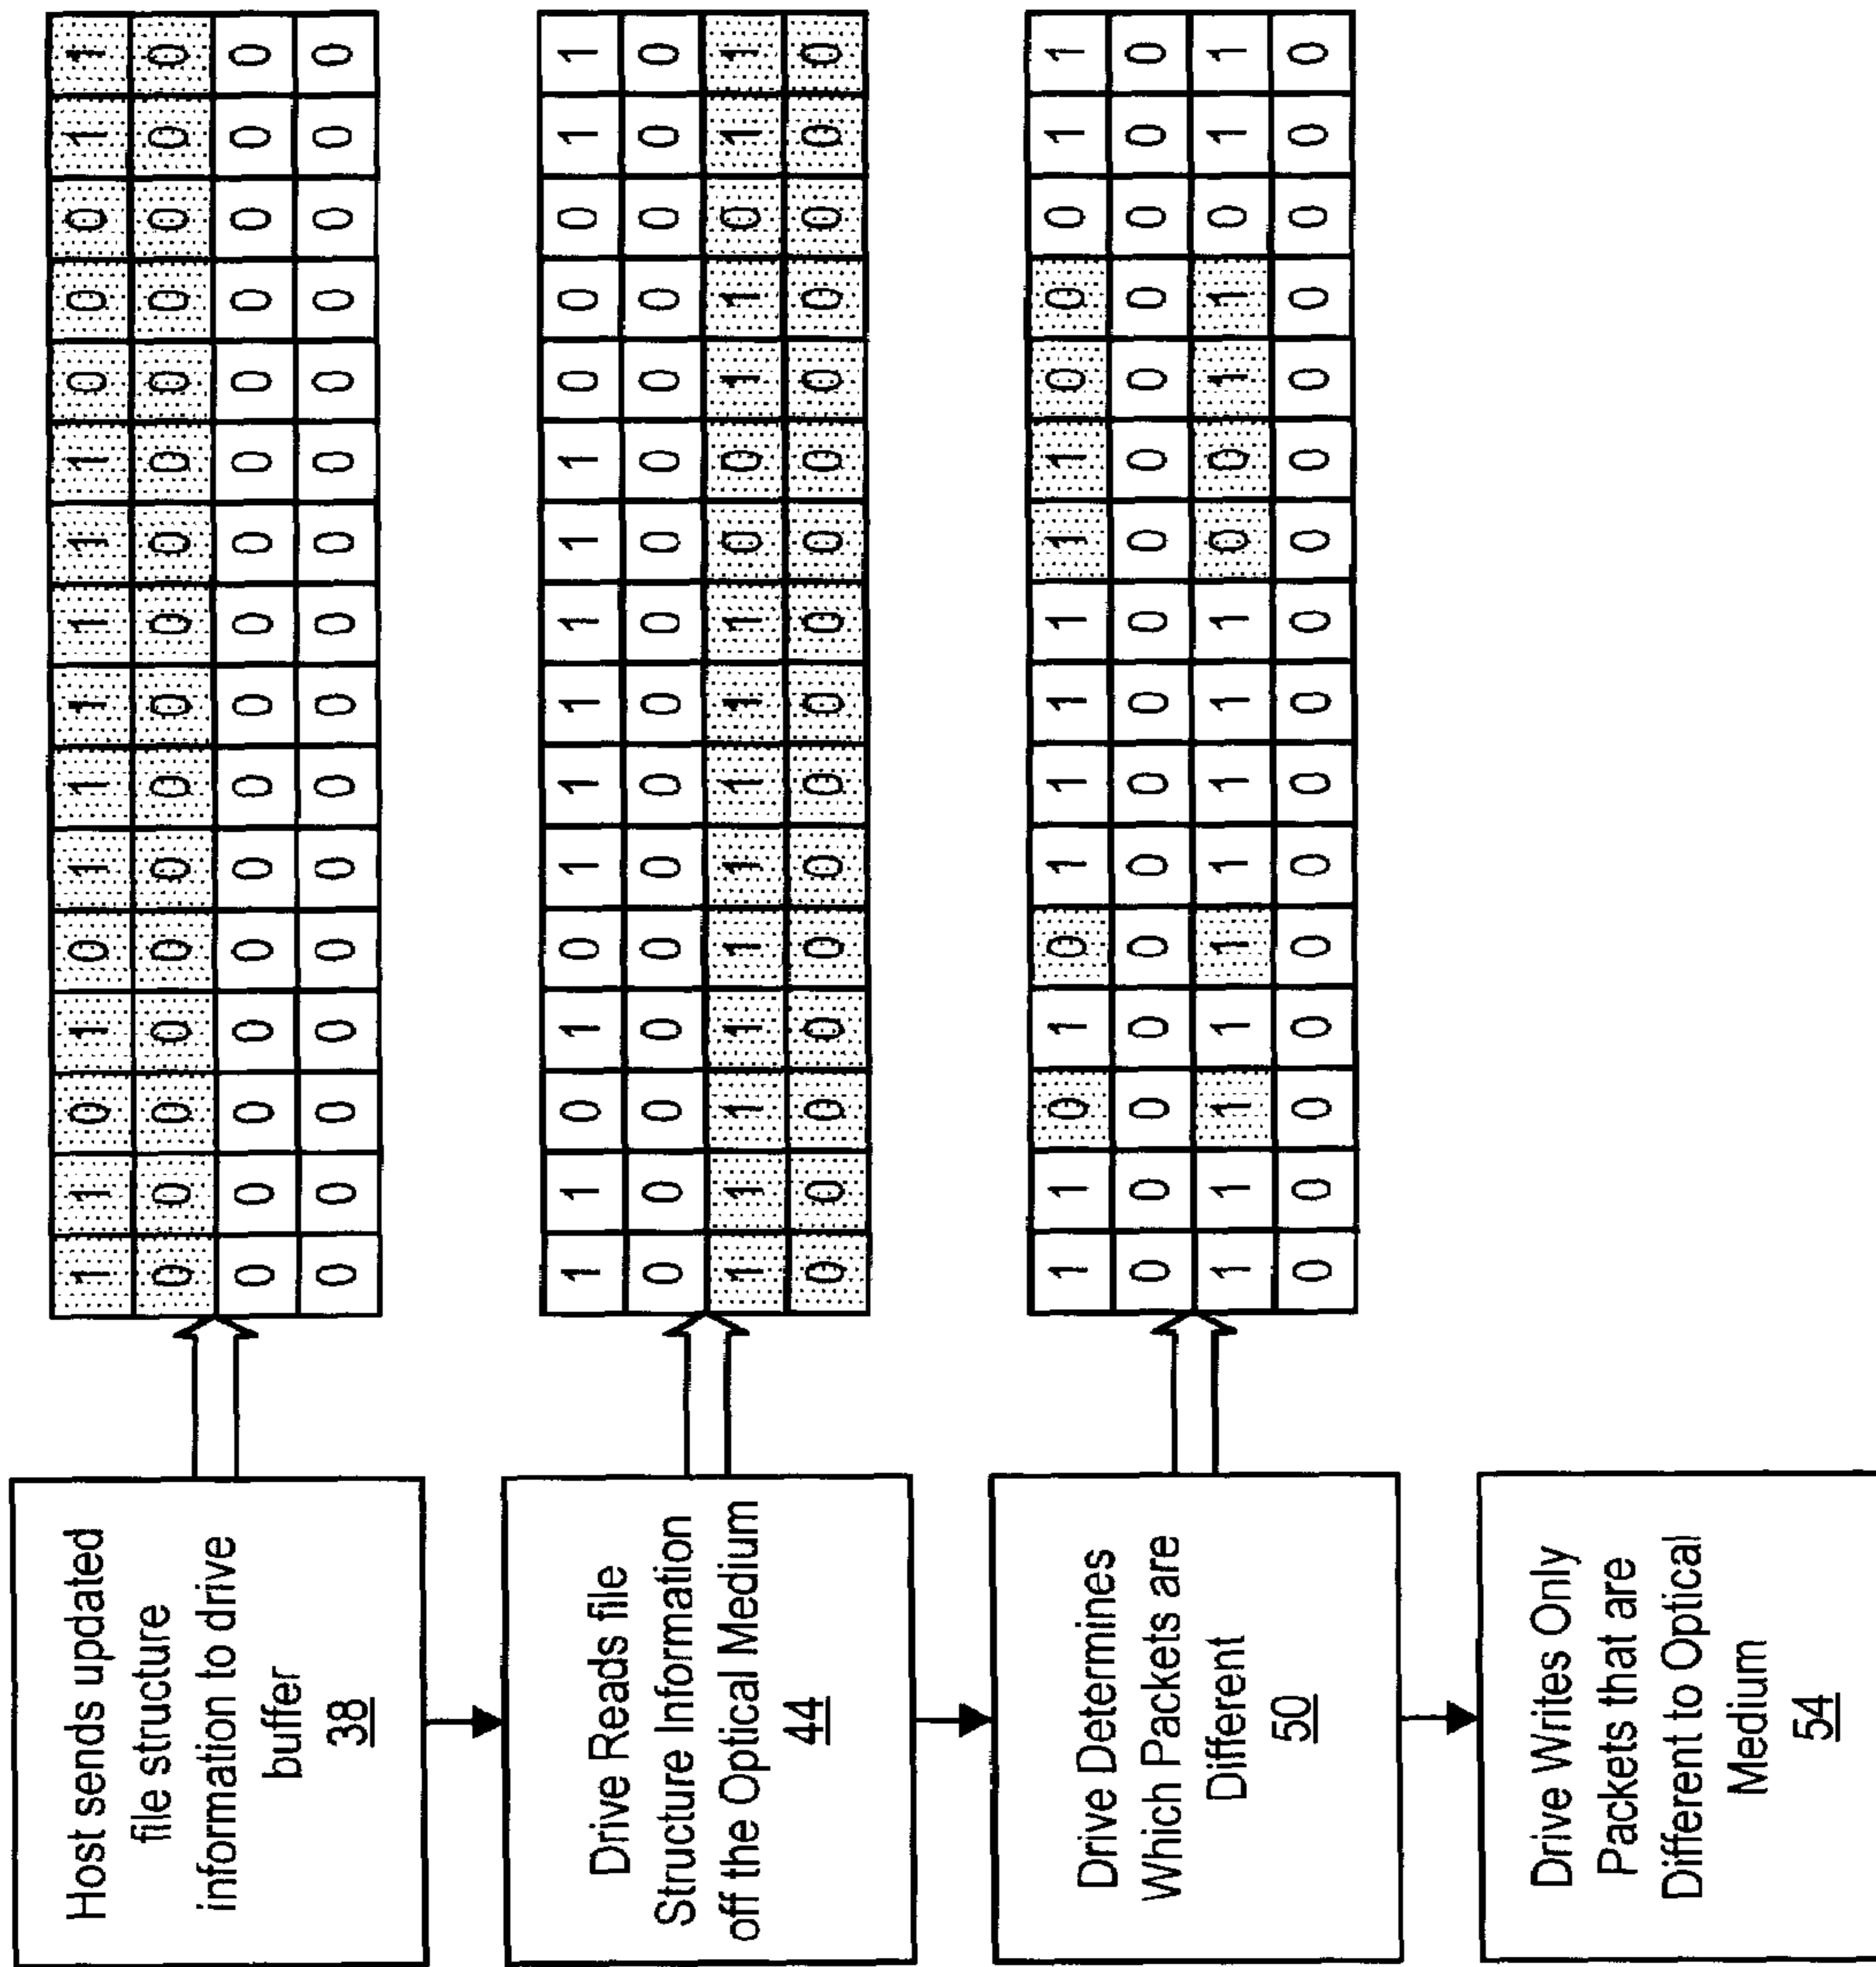 Host sends updated
file structure
information to drive
buffer
38
1 1 0 1 0 1 1 1 1 1 1 0 0 0 1 1
0 0 0 0 0 0 0 0 0 0 0 0 0 0 0 0
0 0 0 0 0 0 0 0 0 0 0 0 0 0 0 0
0 0 0 0 0 0 0 0 0 0 0 0 0 0 0 0
Drive Reads file
Structure Information
off the Optical Medium
44
1 1 0 1 0 1 1 1 1 1 1 0 0 0 1 1
0 0 0 0 0 0 0 0 0 0 0 0 0 0 0 0
1 1 1 1 1 1 1 1 1 0 0 1 1 0 1 1
0 0 0 0 0 0 0 0 0 0 0 0 0 0 0 0
Drive Determines
Which Packets are
Different
50
1 1 0 1 0 1 1 1 1 1 1 0 0 0 1 1
0 0 0 0 0 0 0 0 0 0 0 0 0 0 0 0
1 1 1 1 1 1 1 1 1 0 0 1 1 0 1 1
0 0 0 0 0 0 0 0 0 0 0 0 0 0 0 0
Drive Writes Only
Packets that are
Different to Optical
Medium
54